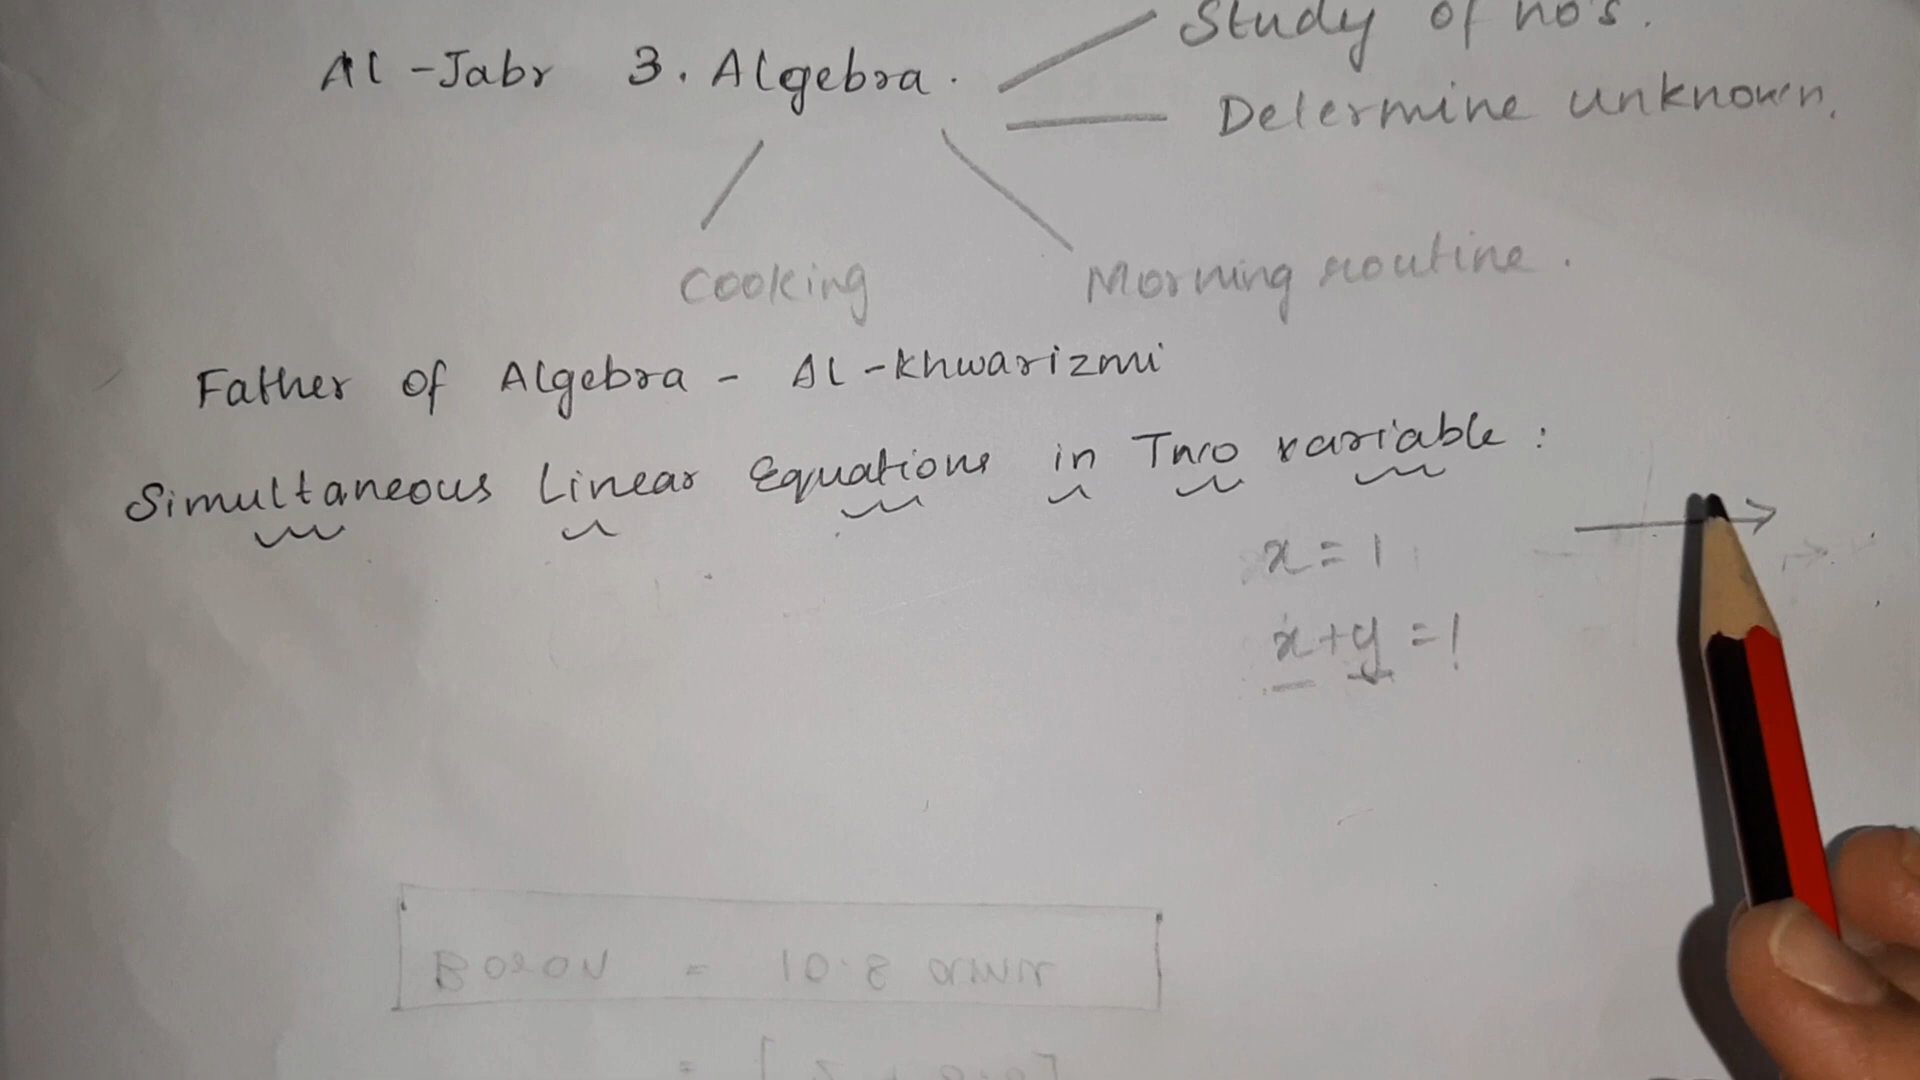 Study of no's.
Al-Jabr 3. Algebra.
Determine unknown.
Cooking
Morning routine.
Father of Algebra - Al-khwarizmi
Simultaneous Linear Equations in Two variable:
x = 1
x+y = 1